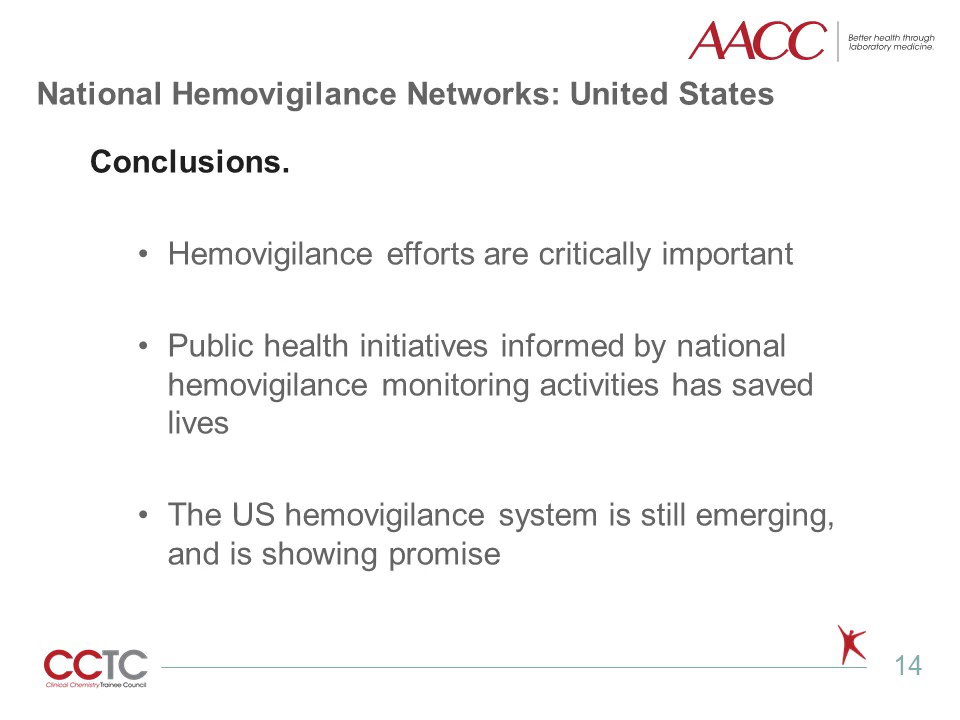 AACC
Better health through
laboratory medicine.
National Hemovigilance Networks: United States
Conclusions.
• Hemovigilance efforts are critically important
• Public health initiatives informed by national
hemovigilance monitoring activities has saved
lives
• The US hemovigilance system is still emerging,
and is showing promise
CCTC
Clinical Chemistry Trainee Council
14